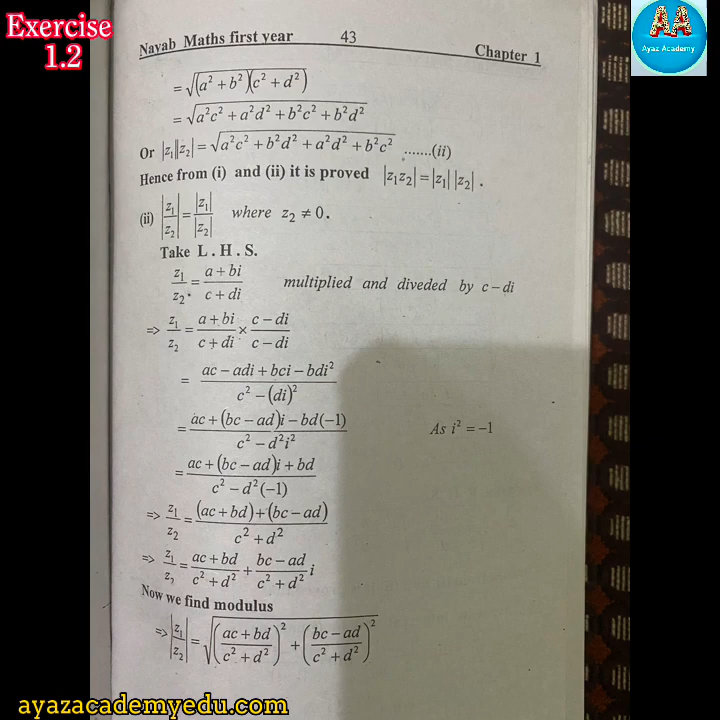 Exercise
1.2
AA
Ayaz Academy
Nayab Maths first year 43 Chapter 1
= √((a² + b²)(c² + d²))
= √(a²c² + a²d² + b²c² + b²d²)
Or |z₁||z₂| = √(a²c² + b²d² + a²d² + b²c²) .......(ii)
Hence from (i) and (ii) it is proved |z₁z₂| = |z₁| |z₂| .
(ii) |z₁/z₂| = |z₁|/|z₂| where z₂ ≠ 0.
Take L . H . S.
z₁/z₂ = (a + bi)/(c + di) multiplied and diveded by c – di
=> z₁/z₂ = (a + bi)/(c + di) × (c – di)/(c – di)
= (ac – adi + bci – bdi²)/(c² – (di)²)
= (ac + (bc – ad)i – bd(–1))/(c² – d²i²) As i² = –1
= (ac + (bc – ad)i + bd)/(c² – d²(–1))
=> z₁/z₂ = ((ac + bd) + (bc – ad))/(c² + d²)
=> z₁/z₂ = (ac + bd)/(c² + d²) + (bc – ad)/(c² + d²) i
Now we find modulus
=> |z₁/z₂| = √(((ac + bd)/(c² + d²))² + ((bc – ad)/(c² + d²))²)
ayazacademyedu.com